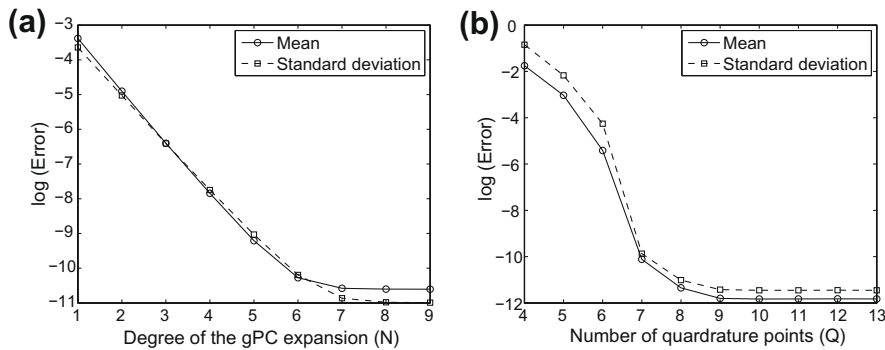 (a)
Mean
Standard deviation
log (Error)
−3
−4
−5
−6
−7
−8
−9
−10
−11
1 2 3 4 5 6 7 8 9
Degree of the gPC expansion (N)
(b)
Mean
Standard deviation
log (Error)
0
−2
−4
−6
−8
−10
−12
4 5 6 7 8 9 10 11 12 13
Number of quardrature points (Q)